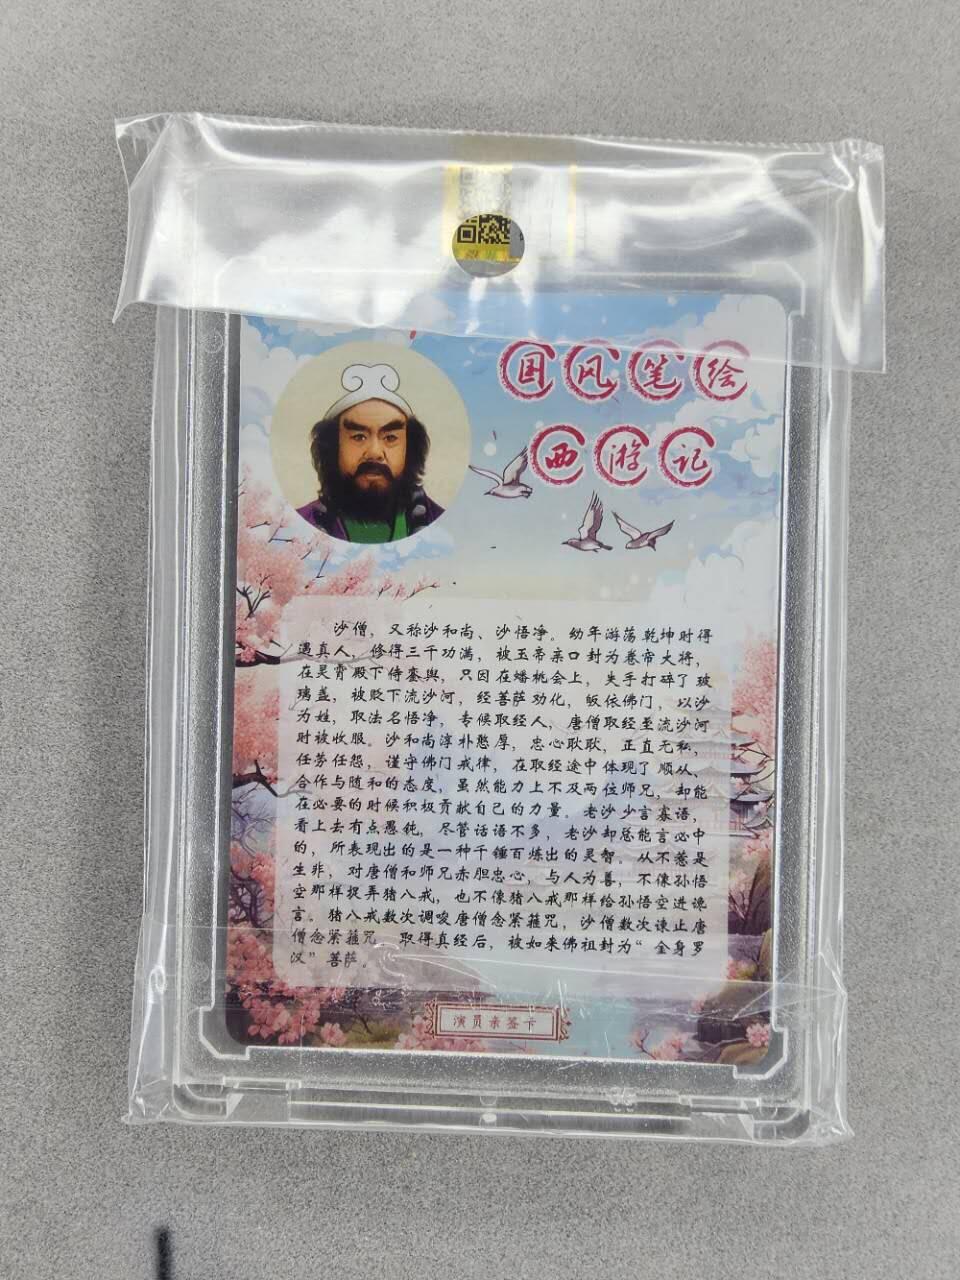 国风笔绘
西游记
沙僧，又称沙和尚、沙悟净。幼年游荡乾坤时得
遇真人，修得三千功满，被玉帝亲口封为卷帘大将，
在灵霄殿下侍銮舆，只因在蟠桃会上，失手打碎了玻
璃盏，被贬下流沙河，经菩萨劝化，皈依佛门，以沙
为姓，取法名悟净，专候取经人，唐僧取经至流沙河
时被收服。沙和尚淳朴憨厚，忠心耿耿，正直无私，
任劳任怨，谨守佛门戒律，在取经途中体现了顺从、
合作与随和的态度，虽然能力上不及两位师兄，却能
在必要的时候积极贡献自己的力量。老沙少言寡语，
看上去有点愚钝，尽管话语不多，老沙却总能言必中
的，所表现出的是一种千锤百炼出的灵智。从不惹是
生非，对唐僧和师兄赤胆忠心，与人为善，不像孙悟
空那样捉弄猪八戒，也不像猪八戒那样给孙悟空进谗
言。猪八戒数次调唆唐僧念紧箍咒，沙僧数次谏止唐
僧念紧箍咒。取得真经后，被如来佛祖封为“金身罗
汉”菩萨。
演员亲签卡